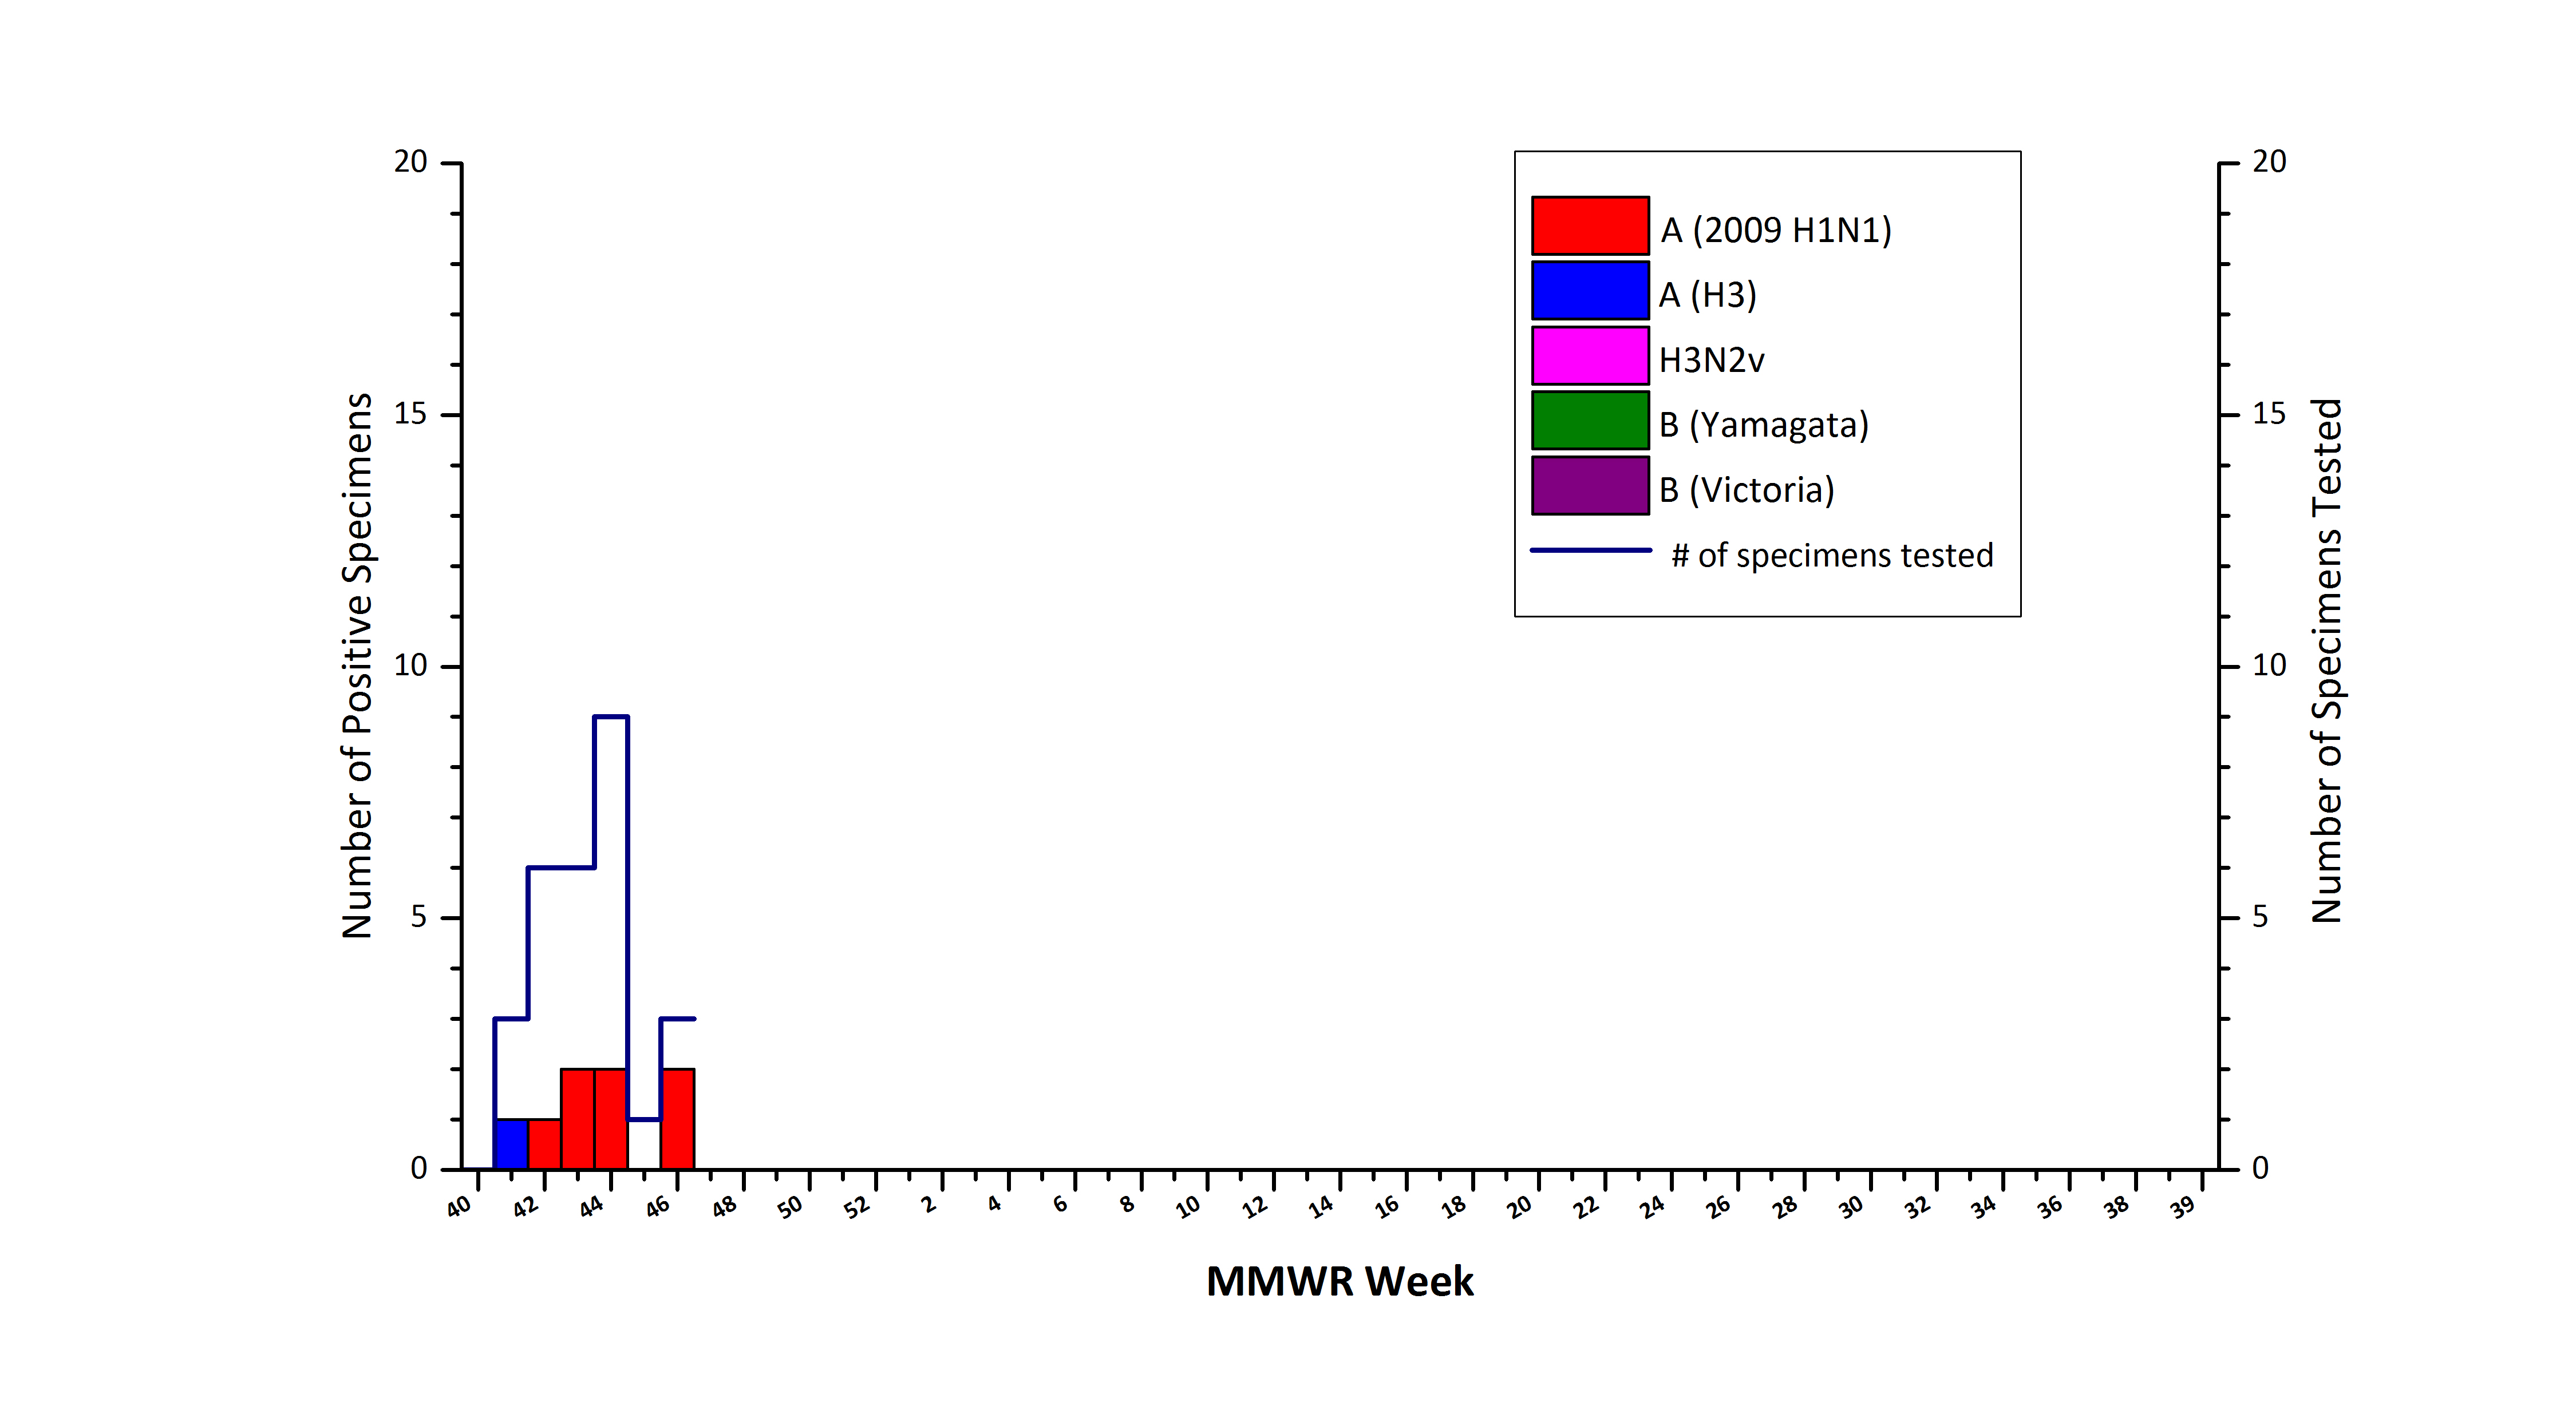 20
15
10
5
0
Number of Positive Specimens
A (2009 H1N1)
A (H3)
H3N2v
B (Yamagata)
B (Victoria)
# of specimens tested
20
15
10
5
0
Number of Specimens Tested
40 42 44 46 48 50 52 2 4 6 8 10 12 14 16 18 20 22 24 26 28 30 32 34 36 38 39
MMWR Week